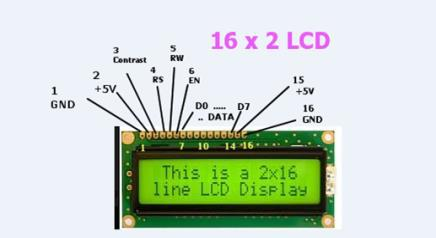 16 x 2 LCD
3
Contrast
5
RW
4
RS
6
EN
2
+5V
1
GND
D0 ..... D7
.. DATA
15
+5V
16
GND
1 7 10 14 16
This is a 2x16
line LCD Display